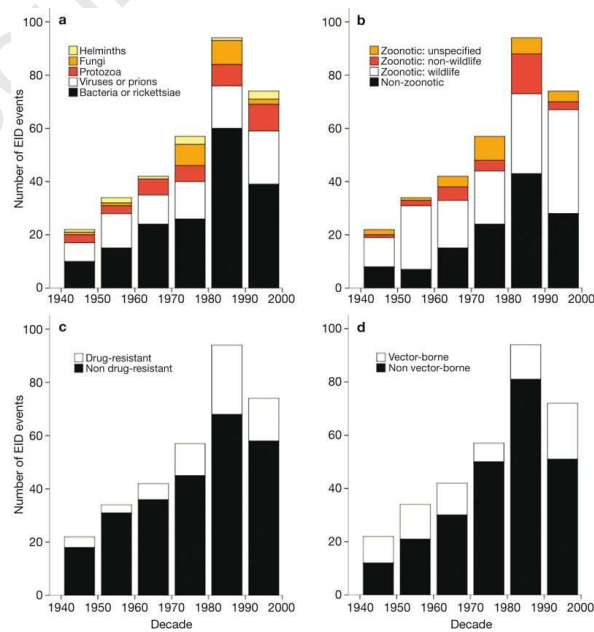 a
Helminths
Fungi
Protozoa
Viruses or prions
Bacteria or rickettsiae
Number of EID events
100
80
60
40
20
0
1940 1950 1960 1970 1980 1990 2000
b
Zoonotic: unspecified
Zoonotic: non-wildlife
Zoonotic: wildlife
Non-zoonotic
100
80
60
40
20
0
1940 1950 1960 1970 1980 1990 2000
c
Drug-resistant
Non drug-resistant
Number of EID events
100
80
60
40
20
0
1940 1950 1960 1970 1980 1990 2000
Decade
d
Vector-borne
Non vector-borne
100
80
60
40
20
0
1940 1950 1960 1970 1980 1990 2000
Decade